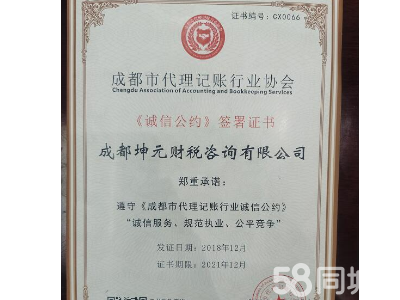 证书编号：CX0066
成都市代理记账行业协会
Chengdu Association of Accounting and Bookkeeping Services
《诚信公约》签署证书
成都坤元财税咨询有限公司
郑重承诺：
遵守《成都市代理记账行业诚信公约》
“诚信服务、规范执业、公平竞争”
发证日期：2018年12月
证书期限：2021年12月
58同城